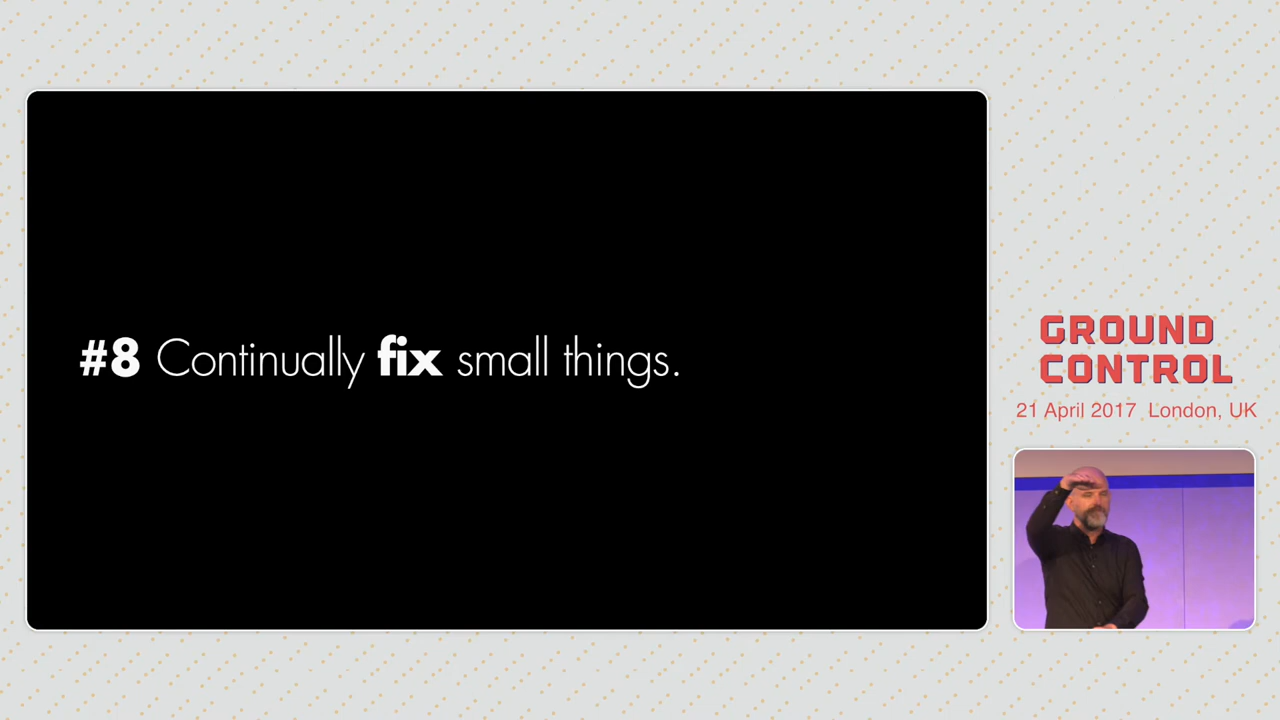 #8 Continually fix small things.
GROUND
CONTROL
21 April 2017 London, UK